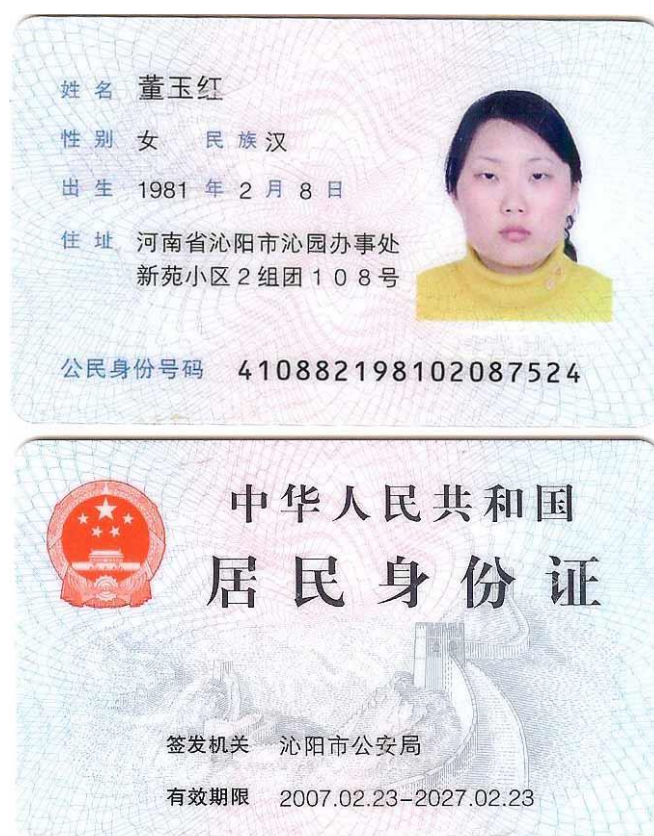 姓名 董玉红
性别 女 民族 汉
出生 1981 年 2 月 8 日
住址 河南省沁阳市沁园办事处
新苑小区2组团108号
公民身份号码 410882198102087524
中华人民共和国
居民身份证
签发机关 沁阳市公安局
有效期限 2007.02.23-2027.02.23